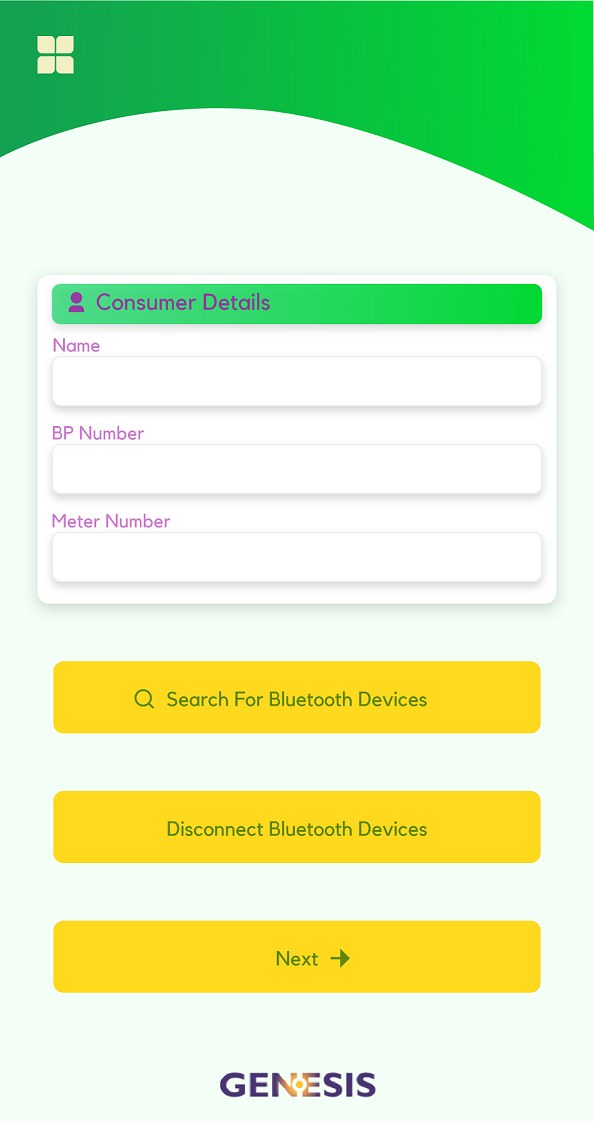 Consumer Details
Name
BP Number
Meter Number
Search For Bluetooth Devices
Disconnect Bluetooth Devices
Next
GENESIS